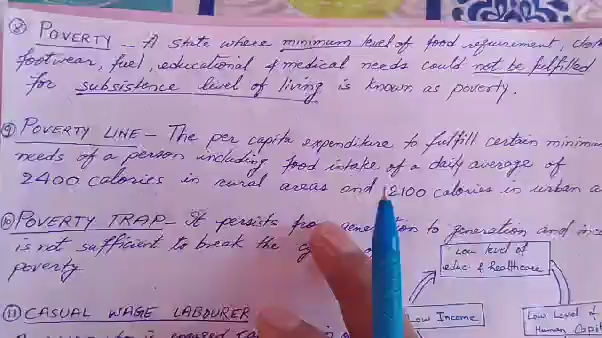 ⑧ POVERTY - A state where minimum level of food requirement,
footwear, fuel, educational & medical needs could not be fulfilled
for subsistence level of living is known as poverty.
⑨ POVERTY LINE - The per capita expenditure to fulfill certain
needs of a person including food intake of a daily average of
2400 calories in rural areas and 2100 calories in urban
⑩ POVERTY TRAP - It persists from generation to generation and
is not sufficient to break the
poverty
Low level of
educ. & healthcare
⑪ CASUAL WAGE LABOURER
Low Income
Low Level of
Human